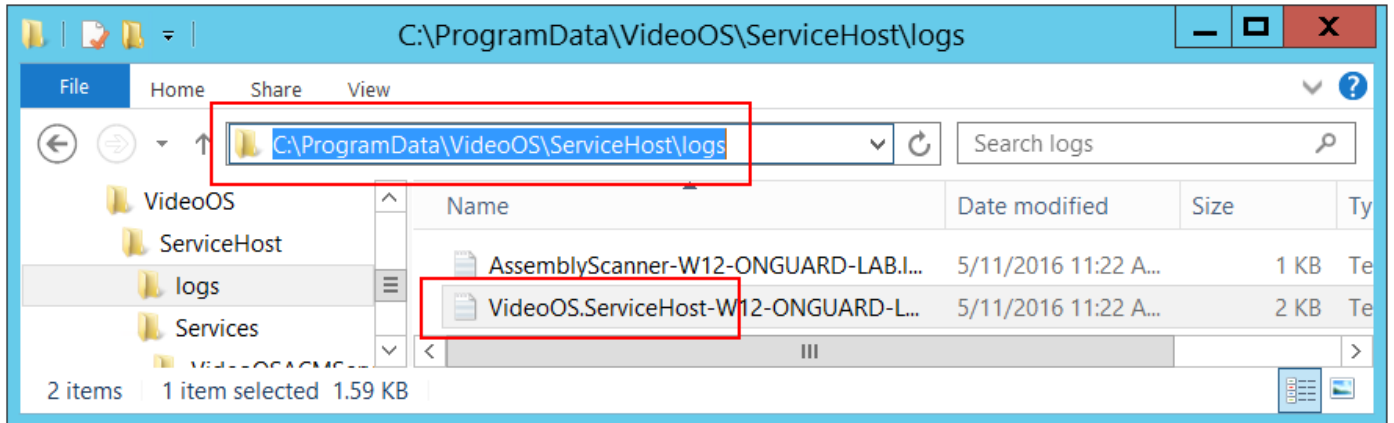 C:\ProgramData\VideoOS\ServiceHost\logs
File Home Share View
C:\ProgramData\VideoOS\ServiceHost\logs Search logs
VideoOS
ServiceHost
logs
Services
Name Date modified Size Ty
AssemblyScanner-W12-ONGUARD-LAB.l... 5/11/2016 11:22 A... 1 KB Te
VideoOS.ServiceHost-W12-ONGUARD-L... 5/11/2016 11:22 A... 2 KB Te
2 items 1 item selected 1.59 KB